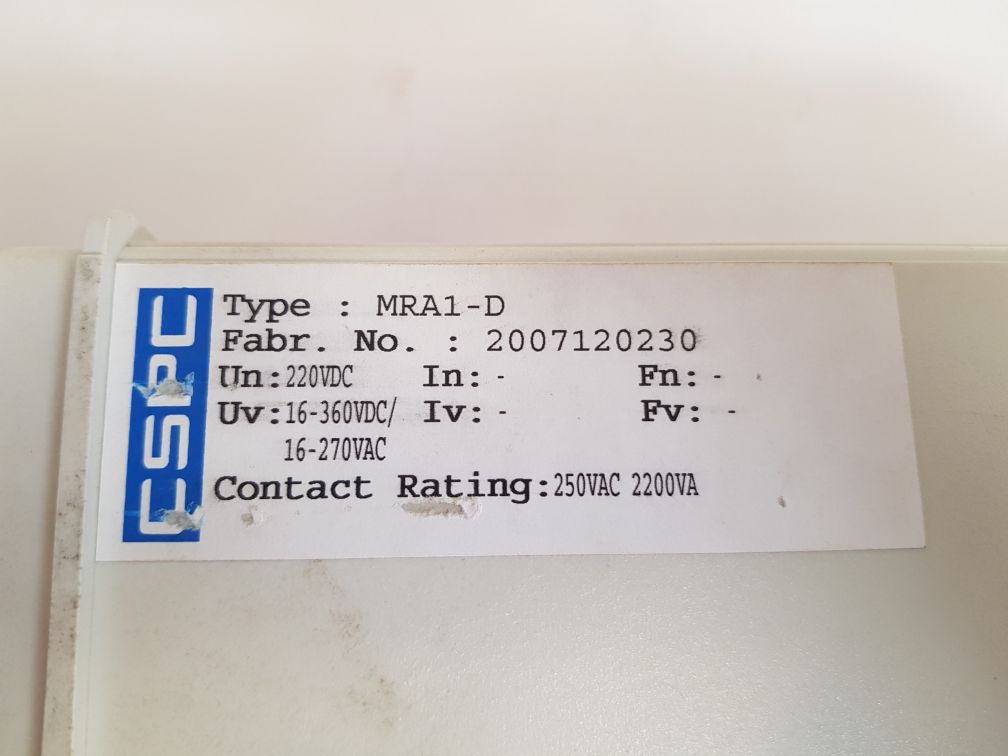 CSPC
Type : MRA1-D
Fabr. No. : 2007120230
Un:220VDC In: - Fn: -
Uv:16-360VDC/ Iv: - Fv: -
16-270VAC
Contact Rating:250VAC 2200VA